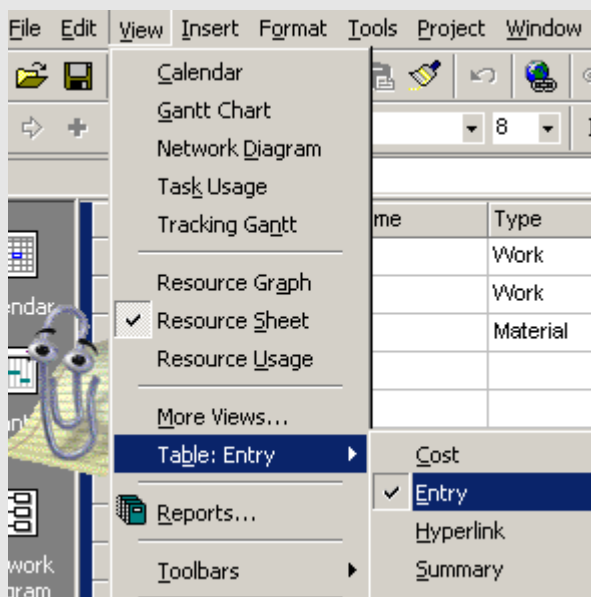 File Edit View Insert Format Tools Project Window
Calendar
Gantt Chart
Network Diagram
Task Usage
Tracking Gantt
Resource Graph
Resource Sheet
Resource Usage
More Views...
Table: Entry
Reports...
Toolbars
8
Type
Work
Work
Material
Cost
Entry
Hyperlink
Summary